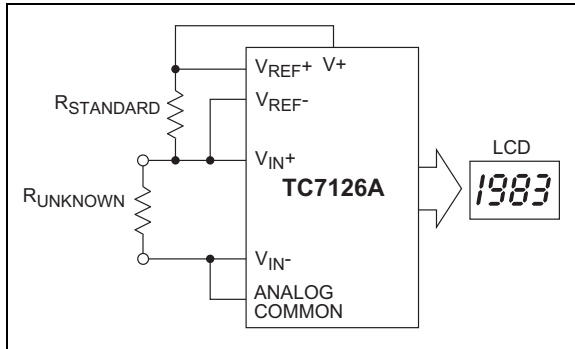 VREF+ V+
RSTANDARD
VREF-
VIN+
TC7126A
LCD
1983
RUNKNOWN
VIN-
ANALOG
COMMON